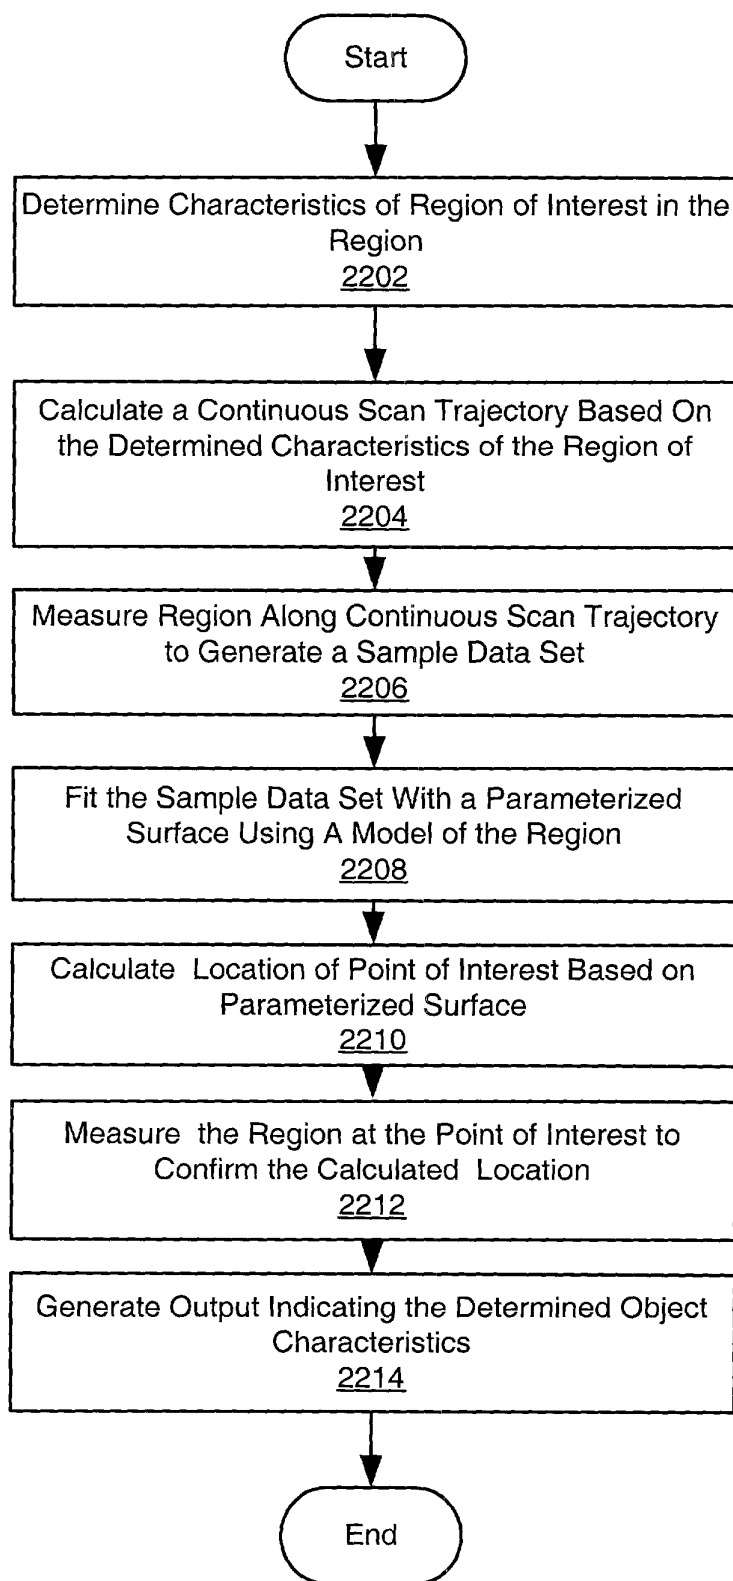 Start
Determine Characteristics of Region of Interest in the
Region
2202
Calculate a Continuous Scan Trajectory Based On
the Determined Characteristics of the Region of
Interest
2204
Measure Region Along Continuous Scan Trajectory
to Generate a Sample Data Set
2206
Fit the Sample Data Set With a Parameterized
Surface Using A Model of the Region
2208
Calculate Location of Point of Interest Based on
Parameterized Surface
2210
Measure the Region at the Point of Interest to
Confirm the Calculated Location
2212
Generate Output Indicating the Determined Object
Characteristics
2214
End